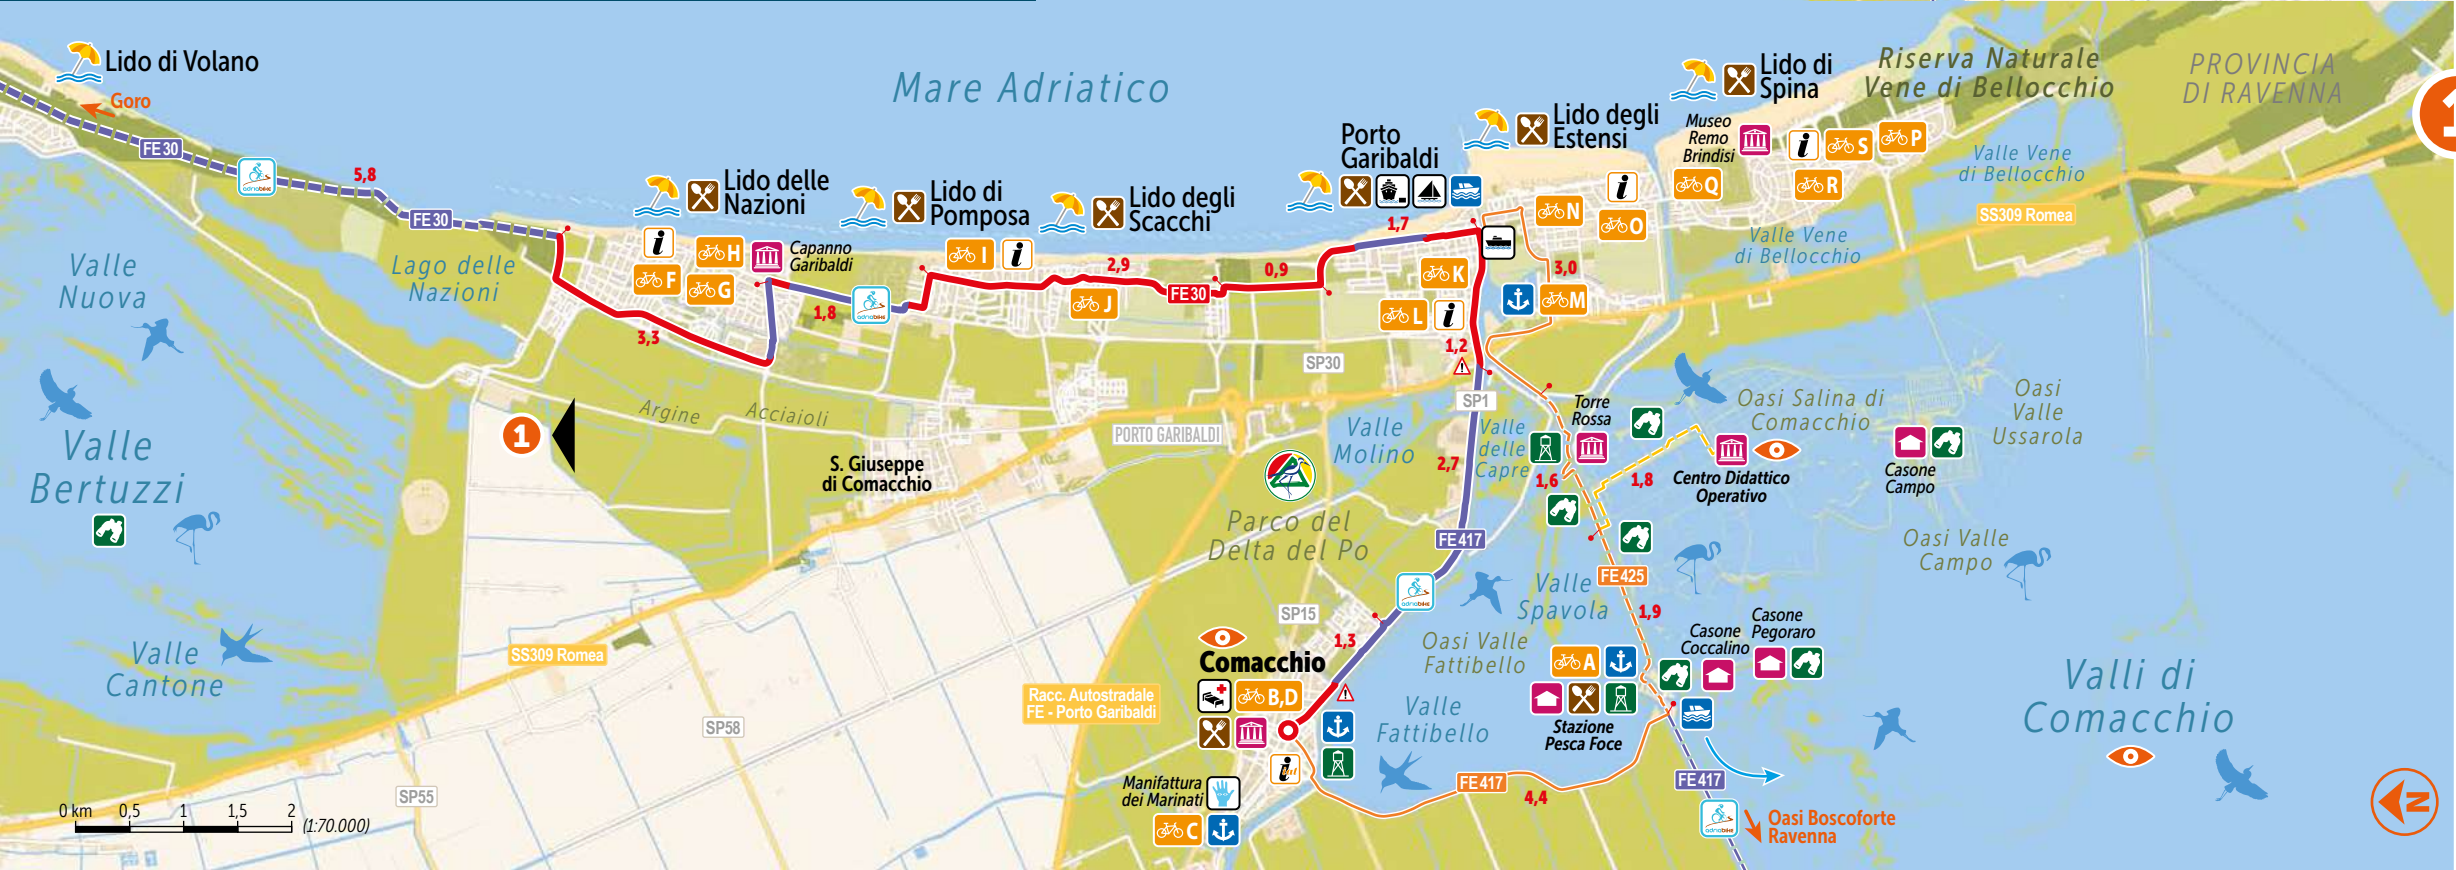 Lido di Volano
Goro
FE30
adriabike
5,8
FE30
Valle
Nuova
Lago delle
Nazioni
Valle
Bertuzzi
Valle
Cantone
0 km 0,5 1 1,5 2
(1:70.000)
SP55
SS309 Romea
SP58
1
Mare Adriatico
Lido delle
Nazioni
i
H
F
G
Capanno
Garibaldi
3,3
1,8
adriabike
Lido di
Pomposa
I
i
2,9
J
Lido degli
Scacchi
FE30
0,9
Argine Acciaioli
S. Giuseppe
di Comacchio
PORTO GARIBALDI
SP30
Porto
Garibaldi
1,7
K
L
i
1,2
SP1
Lido degli
Estensi
N
i
O
3,0
M
Lido di
Spina
Museo
Remo
Brindisi
i
S
P
Q
R
Riserva Naturale
Vene di Bellocchio
PROVINCIA
DI RAVENNA
1
Valle Vene
di Bellocchio
SS309 Romea
Valle Vene
di Bellocchio
Valle
Molino
2,7
Valle
delle
Capre
Torre
Rossa
1,6
1,8
Centro Didattico
Operativo
Oasi Salina di
Comacchio
Casone
Campo
Oasi
Valle
Ussarola
Oasi Valle
Campo
Parco del
Delta del Po
FE417
adriabike
SP15
1,3
Comacchio
B,D
i
Racc. Autostradale
FE - Porto Garibaldi
Manifattura
dei Marinati
C
Valle
Spavola
FE425
1,9
Oasi Valle
Fattibello
Valle
Fattibello
A
Stazione
Pesca Foce
Casone
Coccalino
Casone
Pegoraro
FE417
4,4
FE417
adriabike
Oasi Boscoforte
Ravenna
Valli di
Comacchio
N